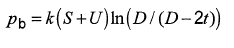 p_b = k(S+U)ln(D/(D−2t))